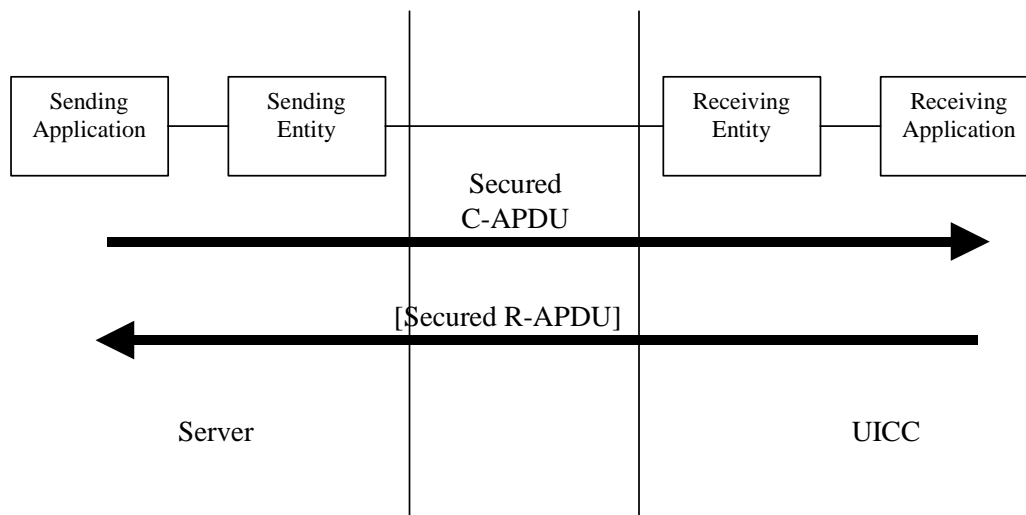 Sending
Application
Sending
Entity
Receiving
Entity
Receiving
Application
Secured
C-APDU
[Secured R-APDU]
Server
UICC